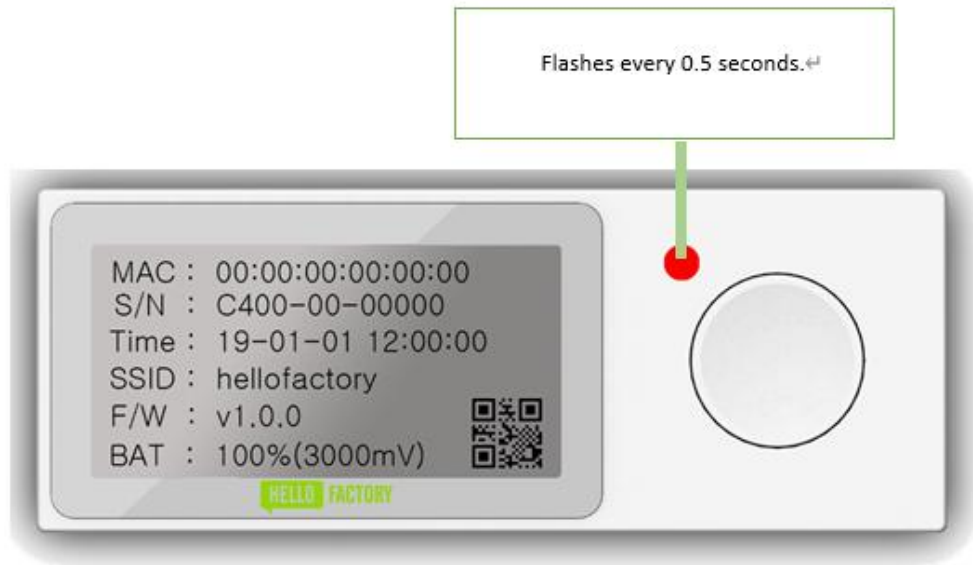 Flashes every 0.5 seconds.↵
MAC : 00:00:00:00:00:00
S/N : C400-00-00000
Time : 19-01-01 12:00:00
SSID : hellofactory
F/W : v1.0.0
BAT : 100%(3000mV)
HELLO FACTORY